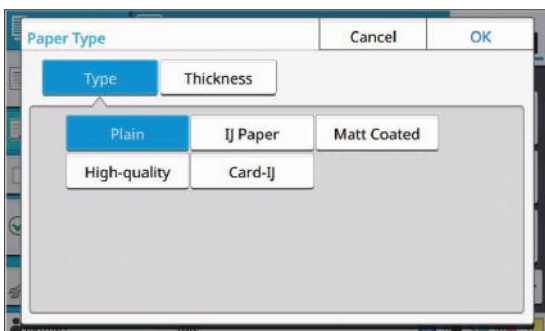 Paper Type Cancel OK
Type Thickness
Plain IJ Paper Matt Coated
High-quality Card-IJ